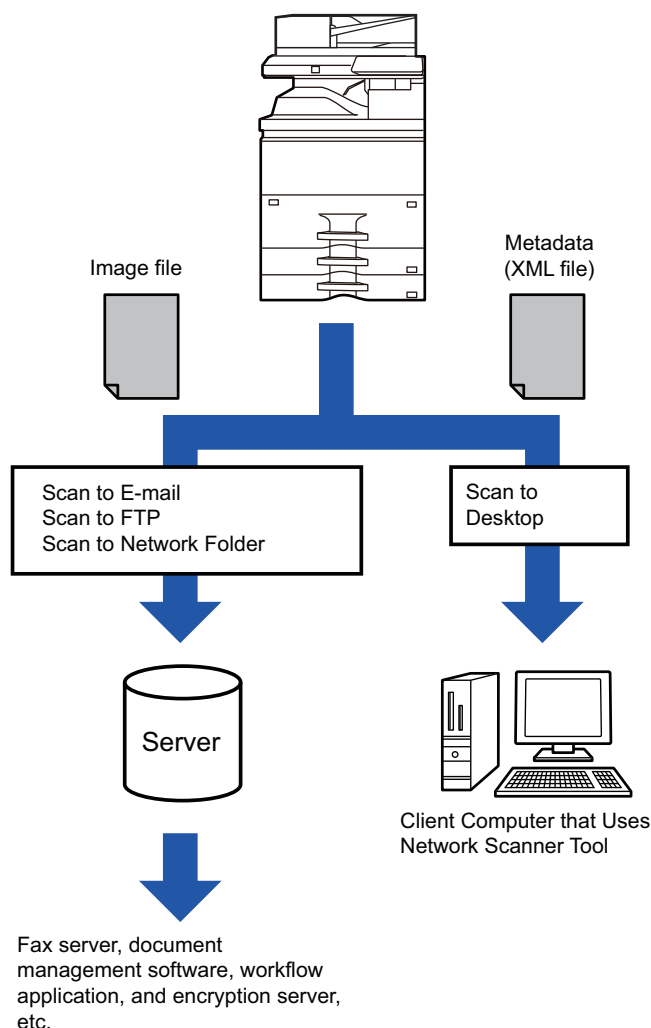 Image file
Metadata
(XML file)
Scan to E-mail
Scan to FTP
Scan to Network Folder
Scan to
Desktop
Server
Client Computer that Uses
Network Scanner Tool
Fax server, document
management software, workflow
application, and encryption server,
etc.